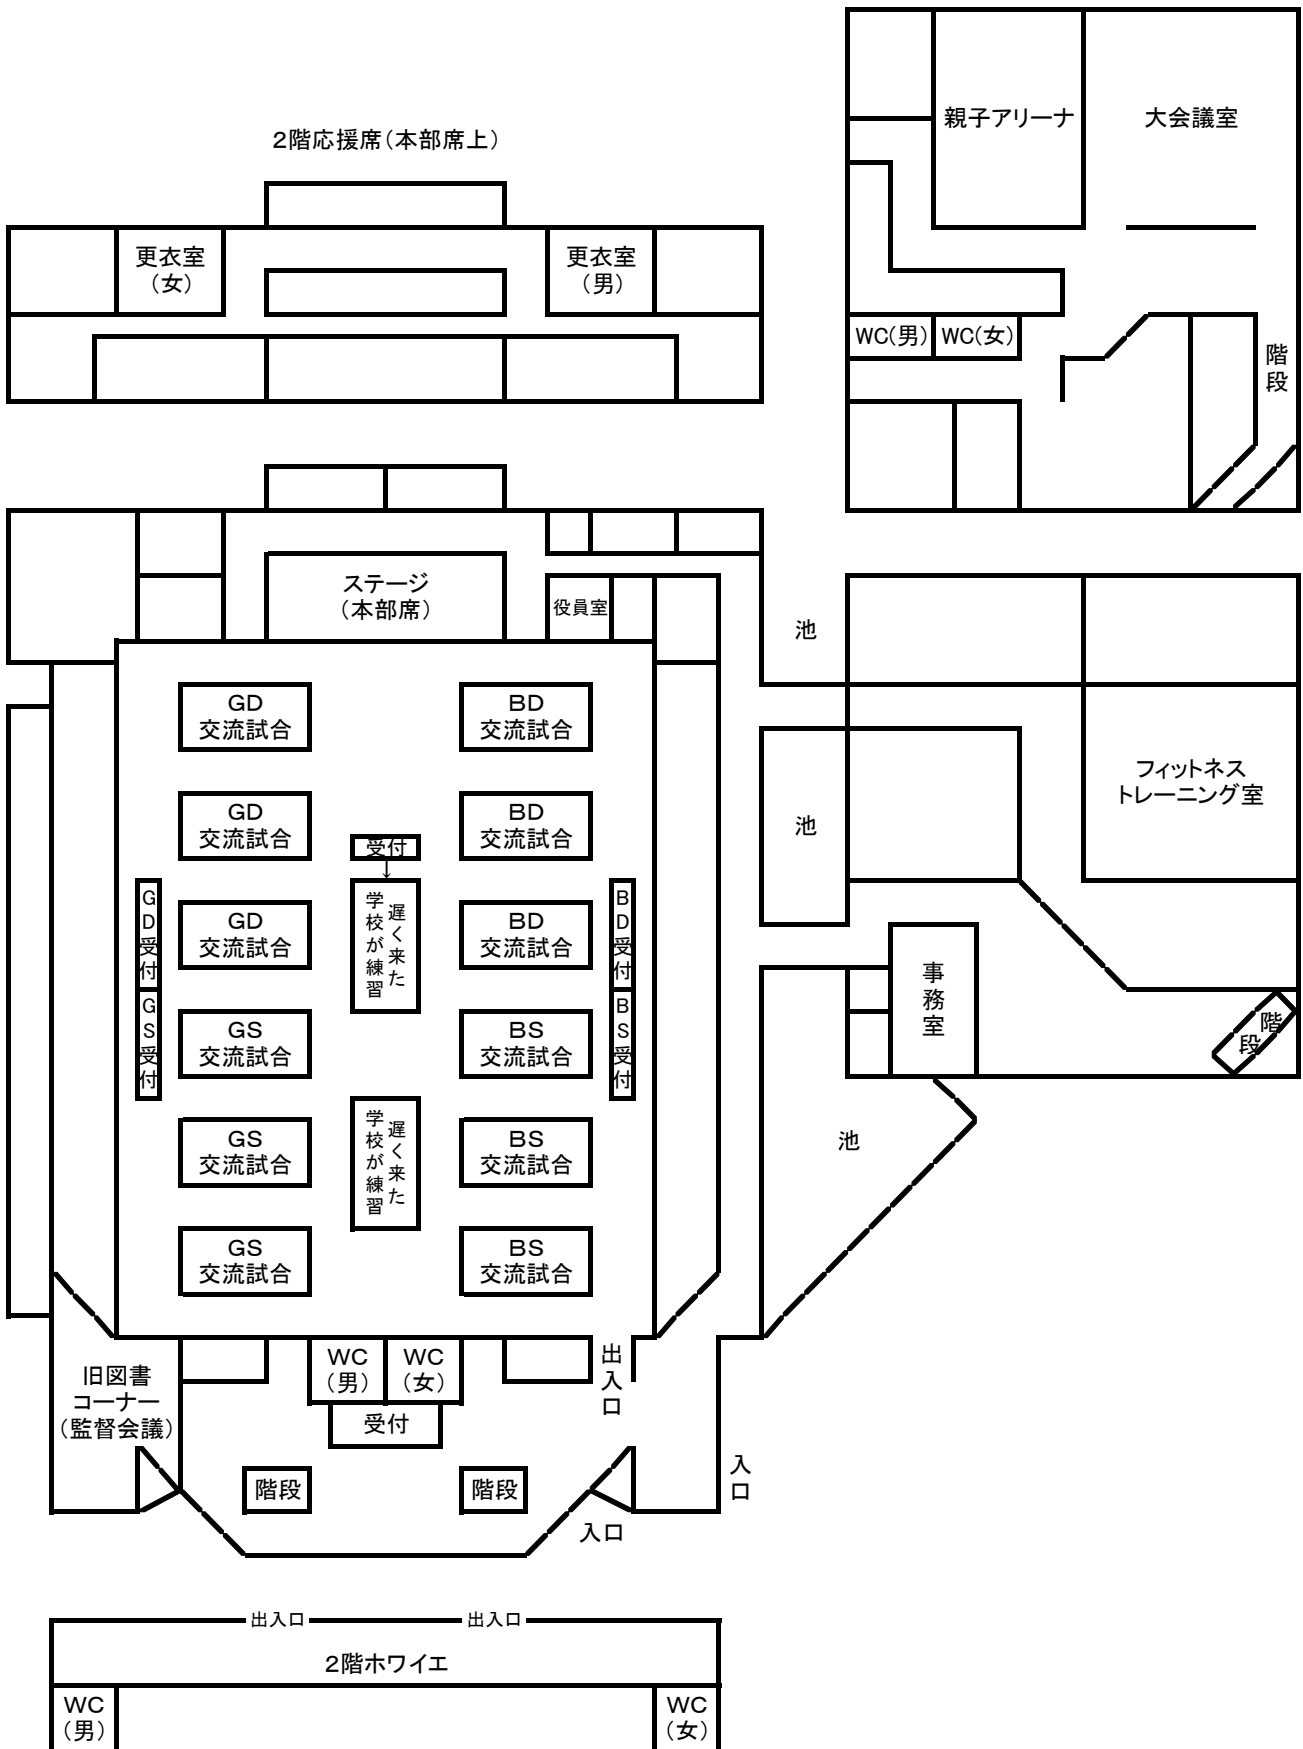 親子アリーナ
大会議室
2階応援席(本部席上)
更衣室
(女)
更衣室
(男)
WC(男)
WC(女)
階段
ステージ
(本部席)
役員室
池
GD
交流試合
BD
交流試合
フィットネス
トレーニング室
GD
交流試合
BD
交流試合
池
受付
↓
遅く来た
学校が練習
GD受付
GD
交流試合
BD
交流試合
BD受付
事務室
GS受付
GS
交流試合
BS
交流試合
BS受付
階段
遅く来た
学校が練習
GS
交流試合
BS
交流試合
池
GS
交流試合
BS
交流試合
旧図書
コーナー
(監督会議)
WC
(男)
WC
(女)
出入口
受付
階段
階段
入口
入口
出入口
出入口
2階ホワイエ
WC
(男)
WC
(女)